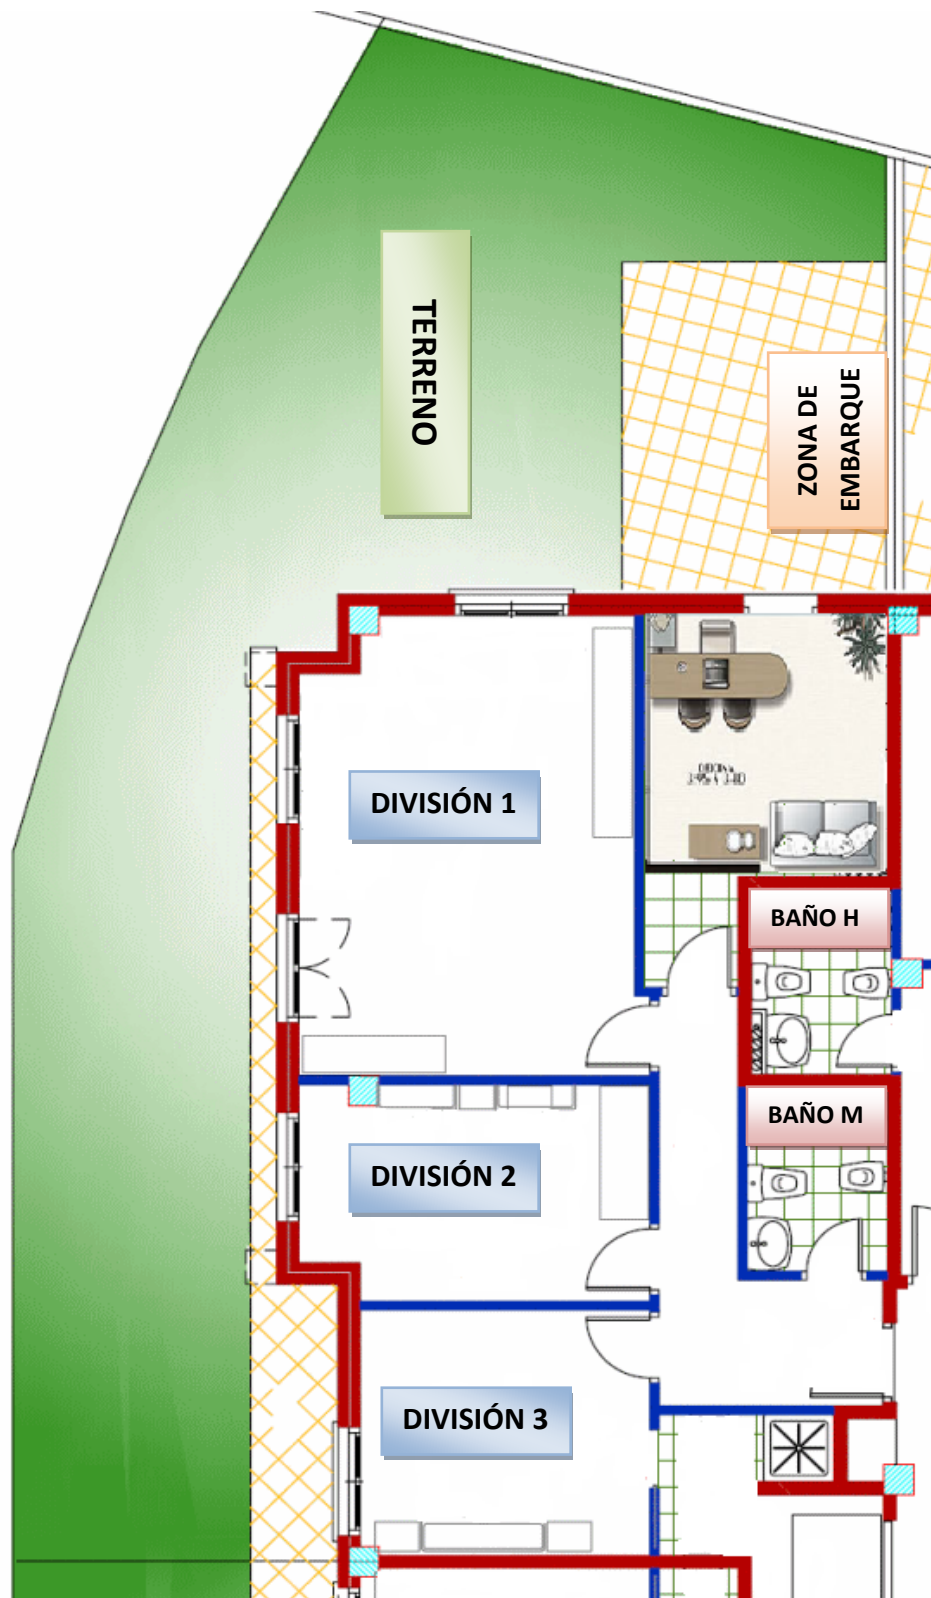 TERRENO
ZONA DE
EMBARQUE
DIVISIÓN 1
BAÑO H
BAÑO M
DIVISIÓN 2
DIVISIÓN 3